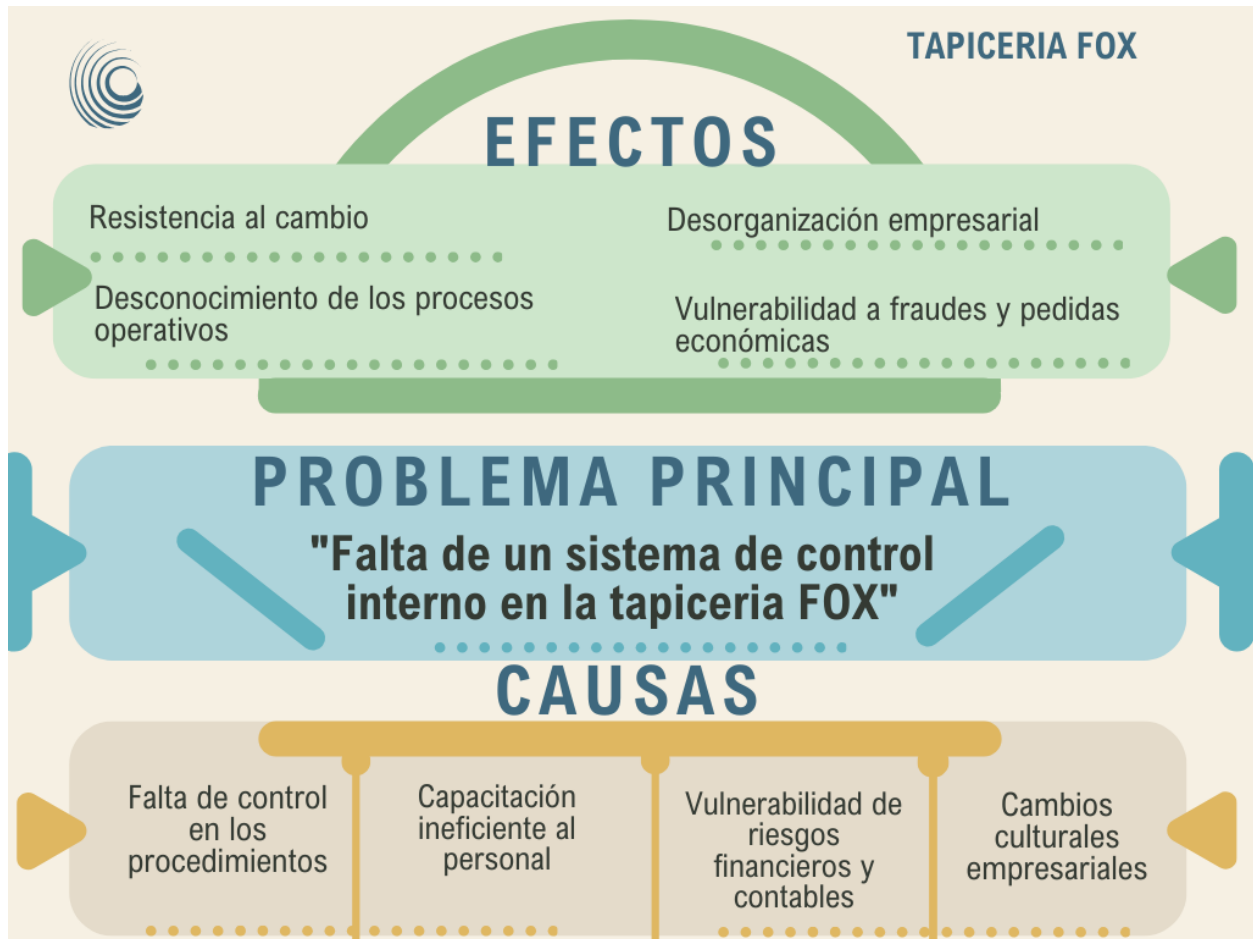 TAPICERIA FOX
EFECTOS
Resistencia al cambio
Desconocimiento de los procesos
operativos
Desorganización empresarial
Vulnerabilidad a fraudes y pedidas
económicas
PROBLEMA PRINCIPAL
"Falta de un sistema de control
interno en la tapiceria FOX"
CAUSAS
Falta de control
en los
procedimientos
Capacitación
ineficiente al
personal
Vulnerabilidad de
riesgos
financieros y
contables
Cambios
culturales
empresariales